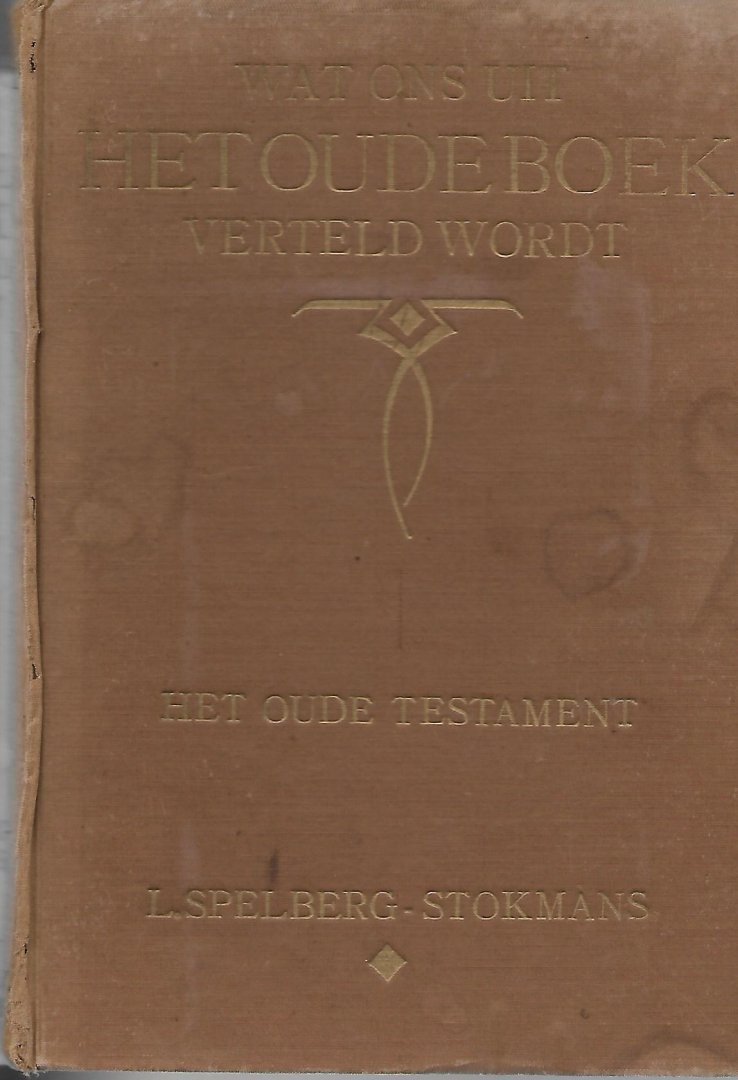 WAT ONS UIT
HET OUDE BOEK
VERTELD WORDT
HET OUDE TESTAMENT
L. SPELBERG-STOKMANS